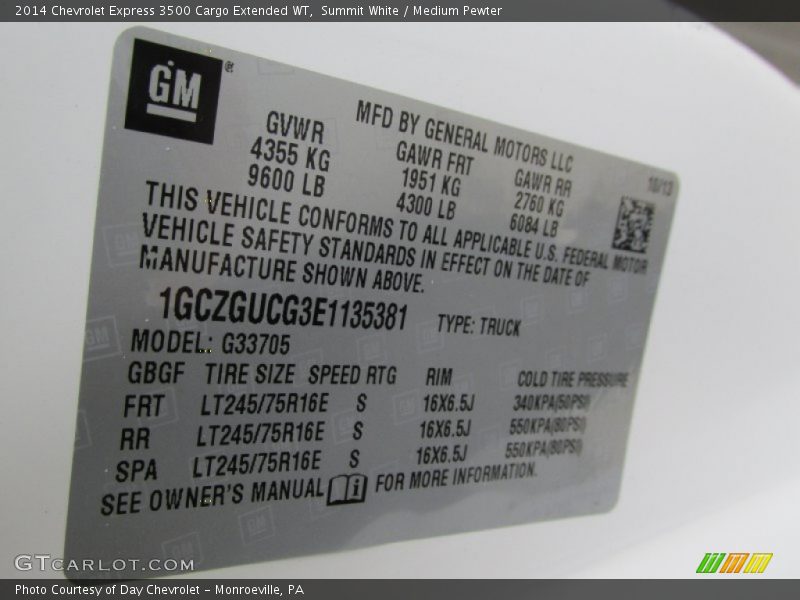 2014 Chevrolet Express 3500 Cargo Extended WT, Summit White / Medium Pewter
GM®
MFD BY GENERAL MOTORS LLC
10/13
GVWR GAWR FRT GAWR RR
4355 KG 1951 KG 2760 KG
9600 LB 4300 LB 6084 LB
THIS VEHICLE CONFORMS TO ALL APPLICABLE U.S. FEDERAL MOTOR
VEHICLE SAFETY STANDARDS IN EFFECT ON THE DATE OF
MANUFACTURE SHOWN ABOVE.
1GCZGUCG3E1135381 TYPE: TRUCK
MODEL: G33705
GBGF TIRE SIZE SPEED RTG RIM COLD TIRE PRESSURE
FRT LT245/75R16E S 16X6.5J 340KPA(50PSI)
RR LT245/75R16E S 16X6.5J 550KPA(80PSI)
SPA LT245/75R16E S 16X6.5J 550KPA(80PSI)
SEE OWNER'S MANUAL i FOR MORE INFORMATION.
GTCARLOT.COM
Photo Courtesy of Day Chevrolet - Monroeville, PA